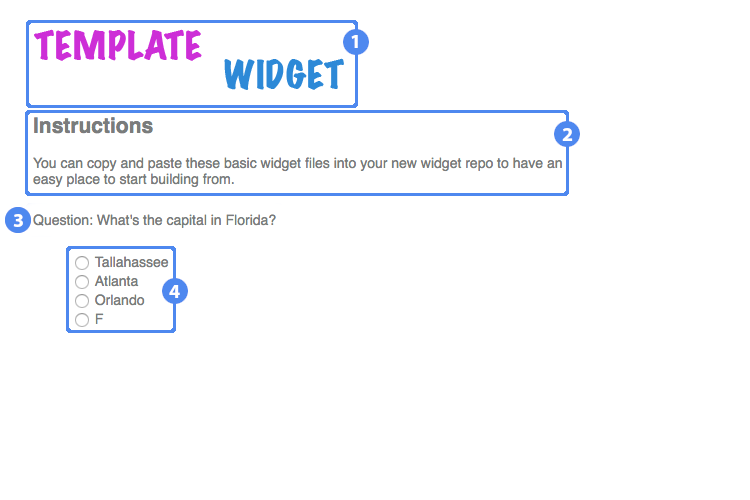 TEMPLATE
WIDGET
1
Instructions
2
You can copy and paste these basic widget files into your new widget repo to have an
easy place to start building from.
3 Question: What's the capital in Florida?
Tallahassee
Atlanta
4
Orlando
F